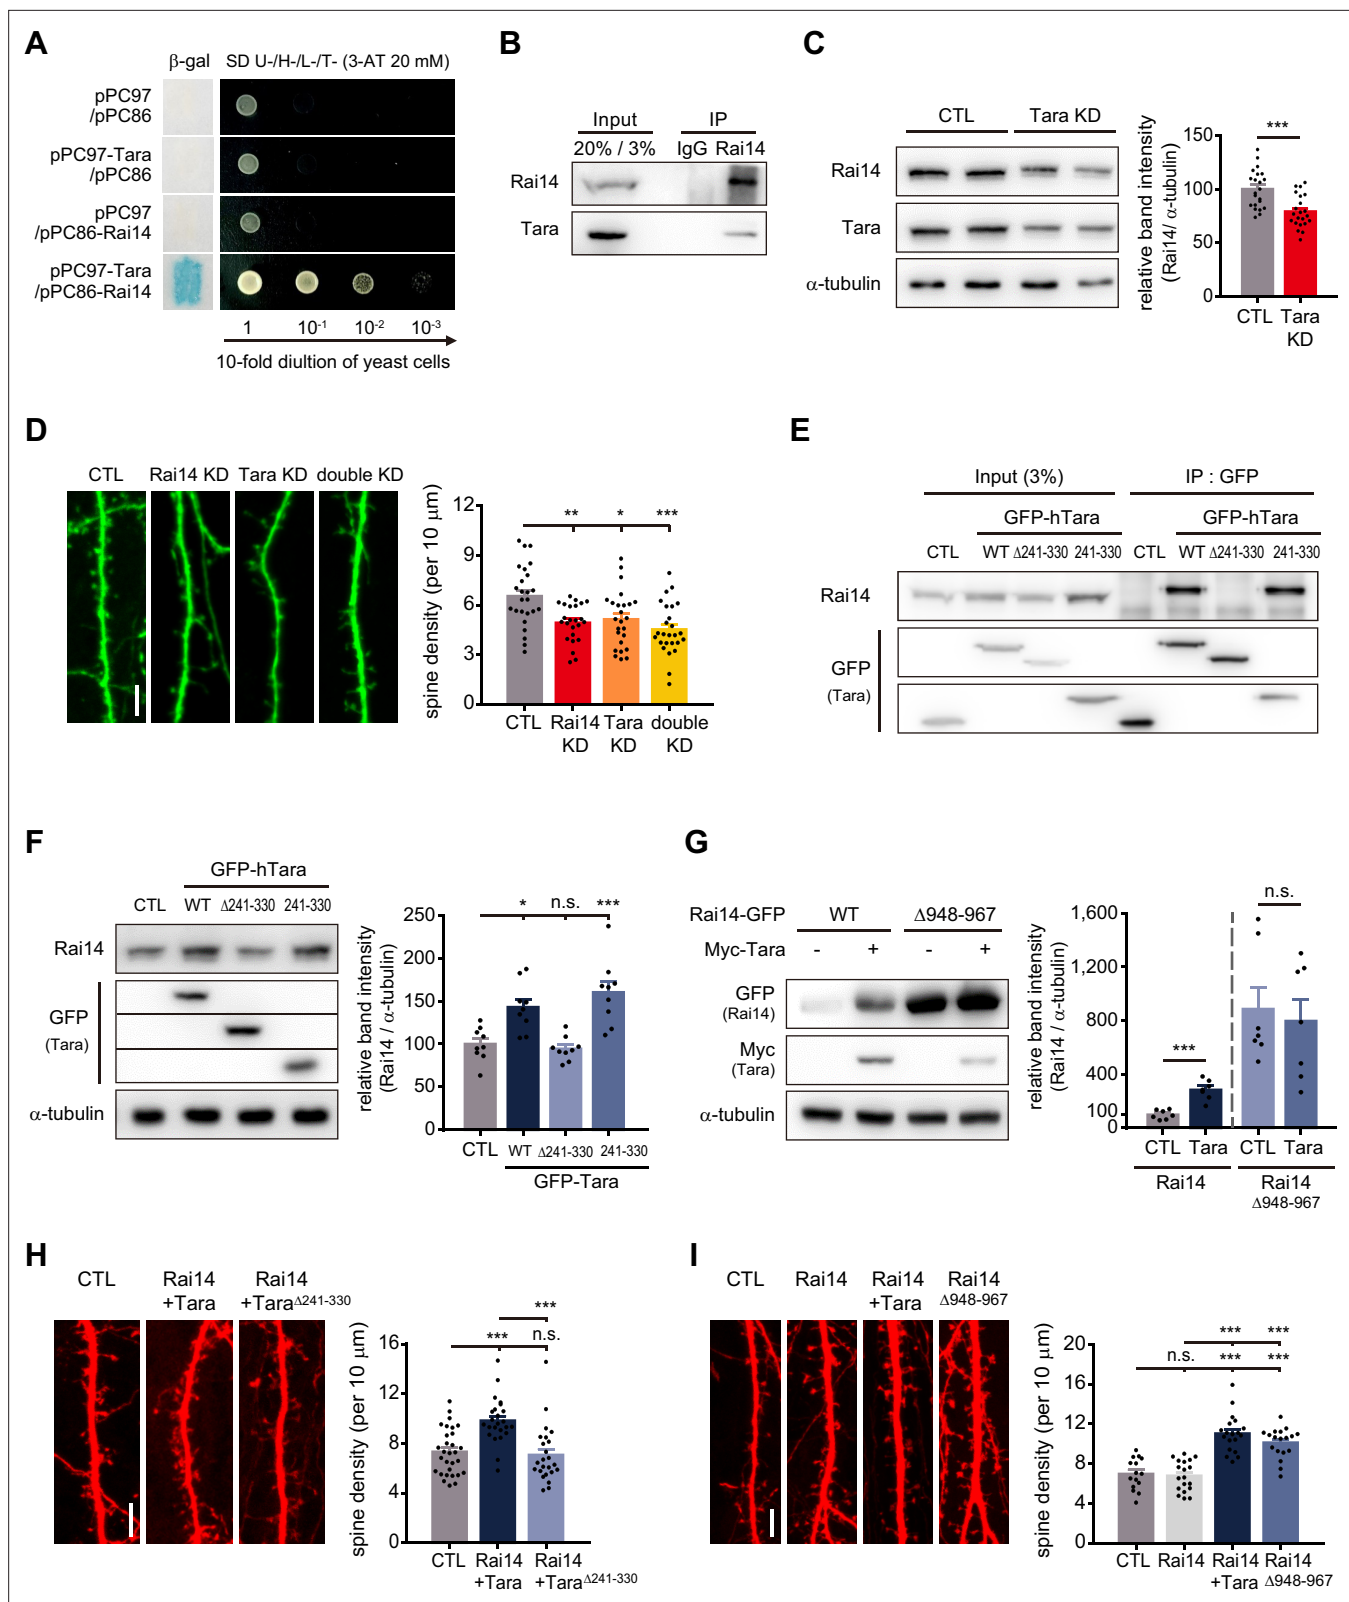 A
β-gal SD U-/H-/L-/T- (3-AT 20 mM)
pPC97
/pPC86
pPC97-Tara
/pPC86
pPC97
/pPC86-Rai14
pPC97-Tara
/pPC86-Rai14
1 10-1 10-2 10-3
10-fold diultion of yeast cells
B
Input IP
20% / 3% IgG Rai14
Rai14
Tara
C
CTL Tara KD
Rai14
Tara
α-tubulin
relative band intensity
(Rai14/ α-tubulin)
150
100
50
0
***
CTL Tara
KD
D
CTL Rai14 KD Tara KD double KD
spine density (per 10 μm)
12
9
6
3
0
** * ***
CTL Rai14 Tara double
KD KD KD
E
Input (3%) IP : GFP
GFP-hTara GFP-hTara
CTL WT Δ241-330 241-330 CTL WT Δ241-330 241-330
Rai14
GFP
(Tara)
F
GFP-hTara
CTL WT Δ241-330 241-330
Rai14
GFP
(Tara)
α-tubulin
relative band intensity
(Rai14 / α-tubulin)
250
200
150
100
50
0
* n.s. ***
CTL WT Δ241-330 241-330
GFP-Tara
G
Rai14-GFP WT Δ948-967
Myc-Tara - + - +
GFP
(Rai14)
Myc
(Tara)
α-tubulin
relative band intensity
(Rai14 / α-tubulin)
1,600
1,200
800
400
100
0
*** n.s.
CTL Tara CTL Tara
Rai14 Rai14
Δ948-967
H
CTL Rai14 Rai14
+Tara +TaraΔ241-330
spine density (per 10 μm)
16
12
8
4
0
***
*** n.s.
CTL Rai14 Rai14
+Tara +TaraΔ241-330
I
CTL Rai14 Rai14 Rai14
+Tara Δ948-967
spine density (per 10 μm)
20
16
12
8
4
0
*** ***
n.s. *** ***
CTL Rai14 Rai14 Rai14
+Tara Δ948-967